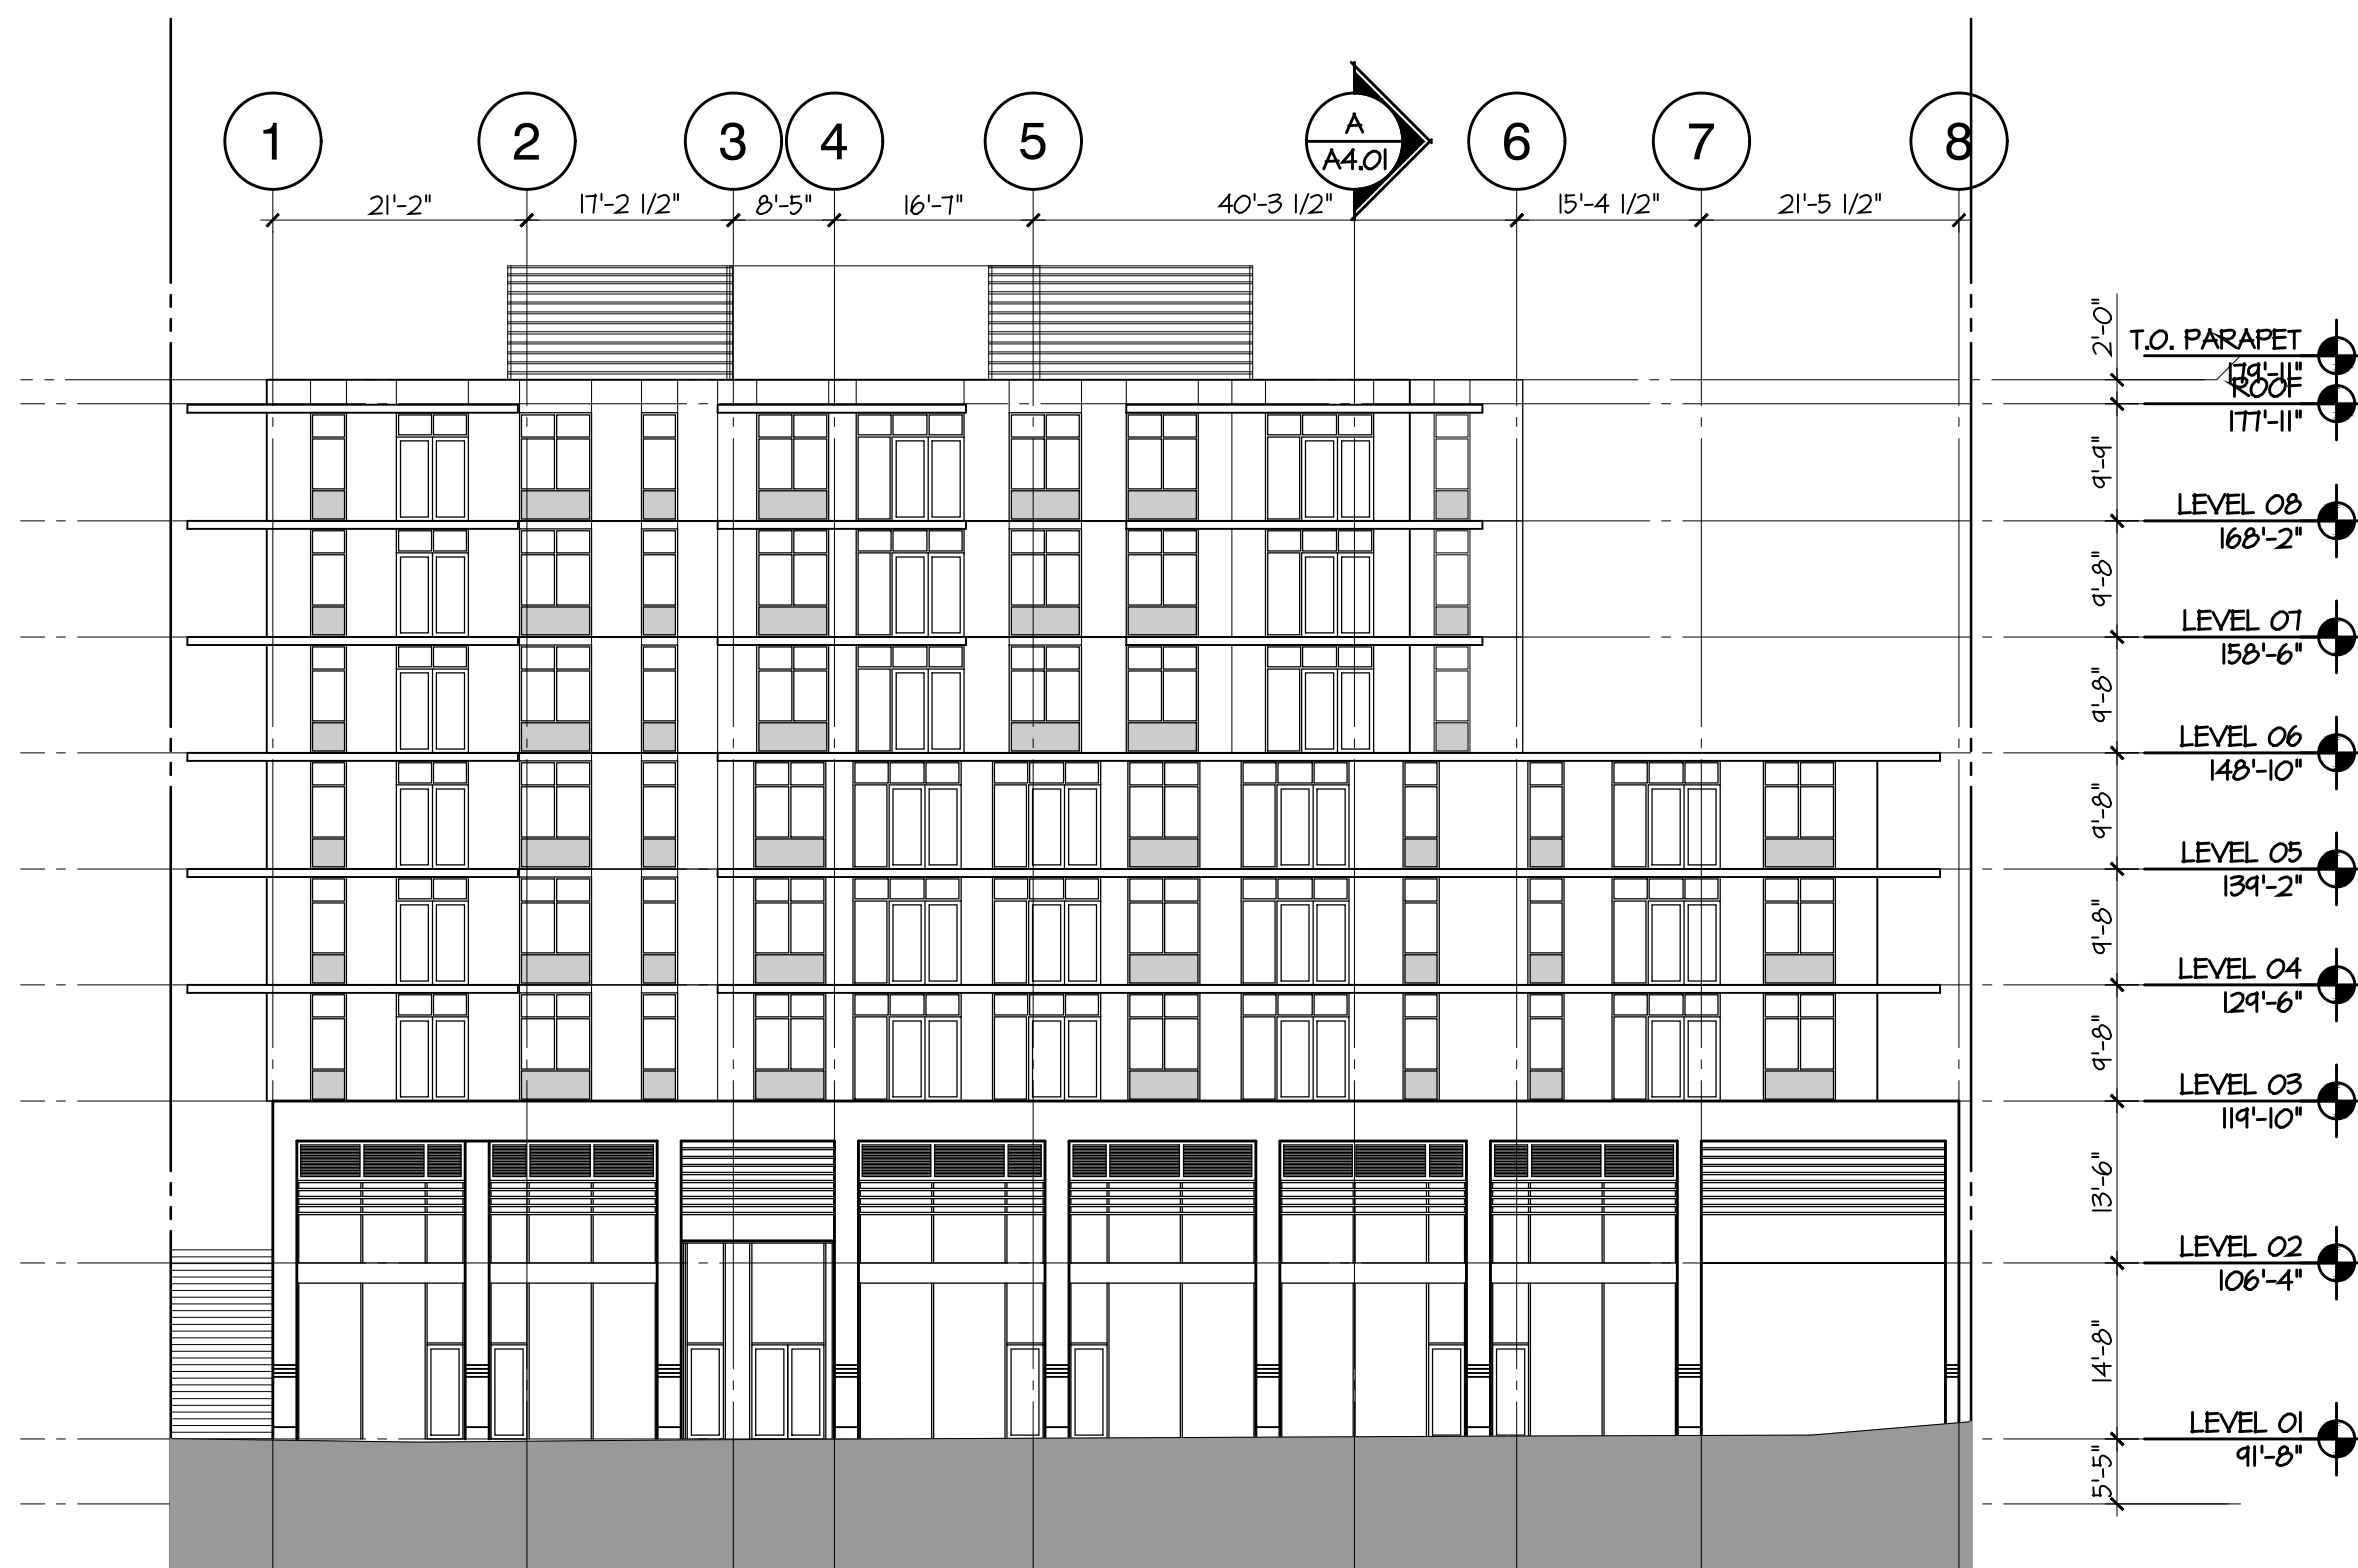 1 2 3 4 5 A 6 7 8
A4.01
21'-2" 17'-2 1/2" 8'-5" 16'-7" 40'-3 1/2" 15'-4 1/2" 21'-5 1/2"
2'-0"
T.O. PARAPET
179'-11"
ROOF
177'-11"
9'-9"
LEVEL 08
168'-2"
9'-8"
LEVEL 07
158'-6"
9'-8"
LEVEL 06
148'-10"
9'-8"
LEVEL 05
139'-2"
9'-8"
LEVEL 04
129'-6"
9'-8"
LEVEL 03
119'-10"
13'-6"
LEVEL 02
106'-4"
14'-8"
LEVEL 01
91'-8"
5'-5"